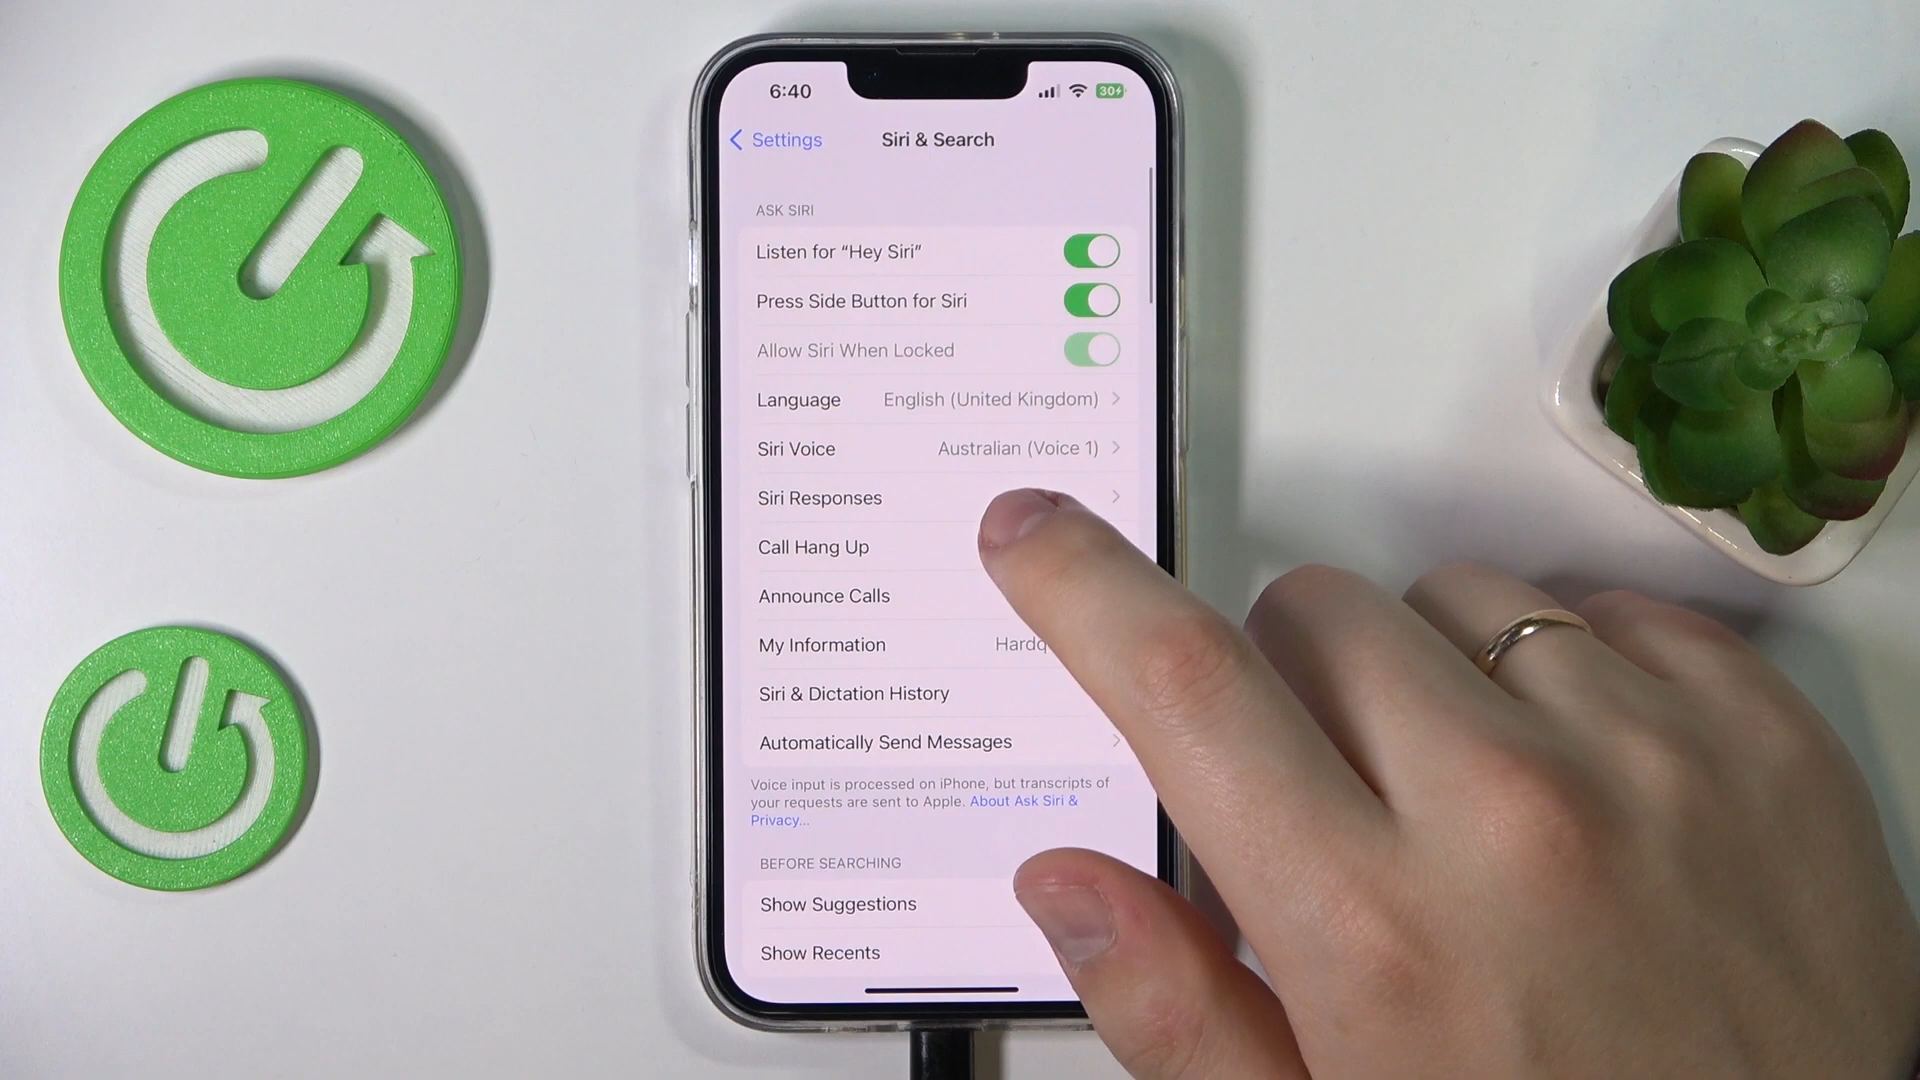 6:40
30
Settings
Siri & Search
ASK SIRI
Listen for “Hey Siri”
Press Side Button for Siri
Allow Siri When Locked
Language English (United Kingdom)
Siri Voice Australian (Voice 1)
Siri Responses
Call Hang Up
Announce Calls
My Information
Siri & Dictation History
Automatically Send Messages
Voice input is processed on iPhone, but transcripts of
your requests are sent to Apple. About Ask Siri &
Privacy...
BEFORE SEARCHING
Show Suggestions
Show Recents